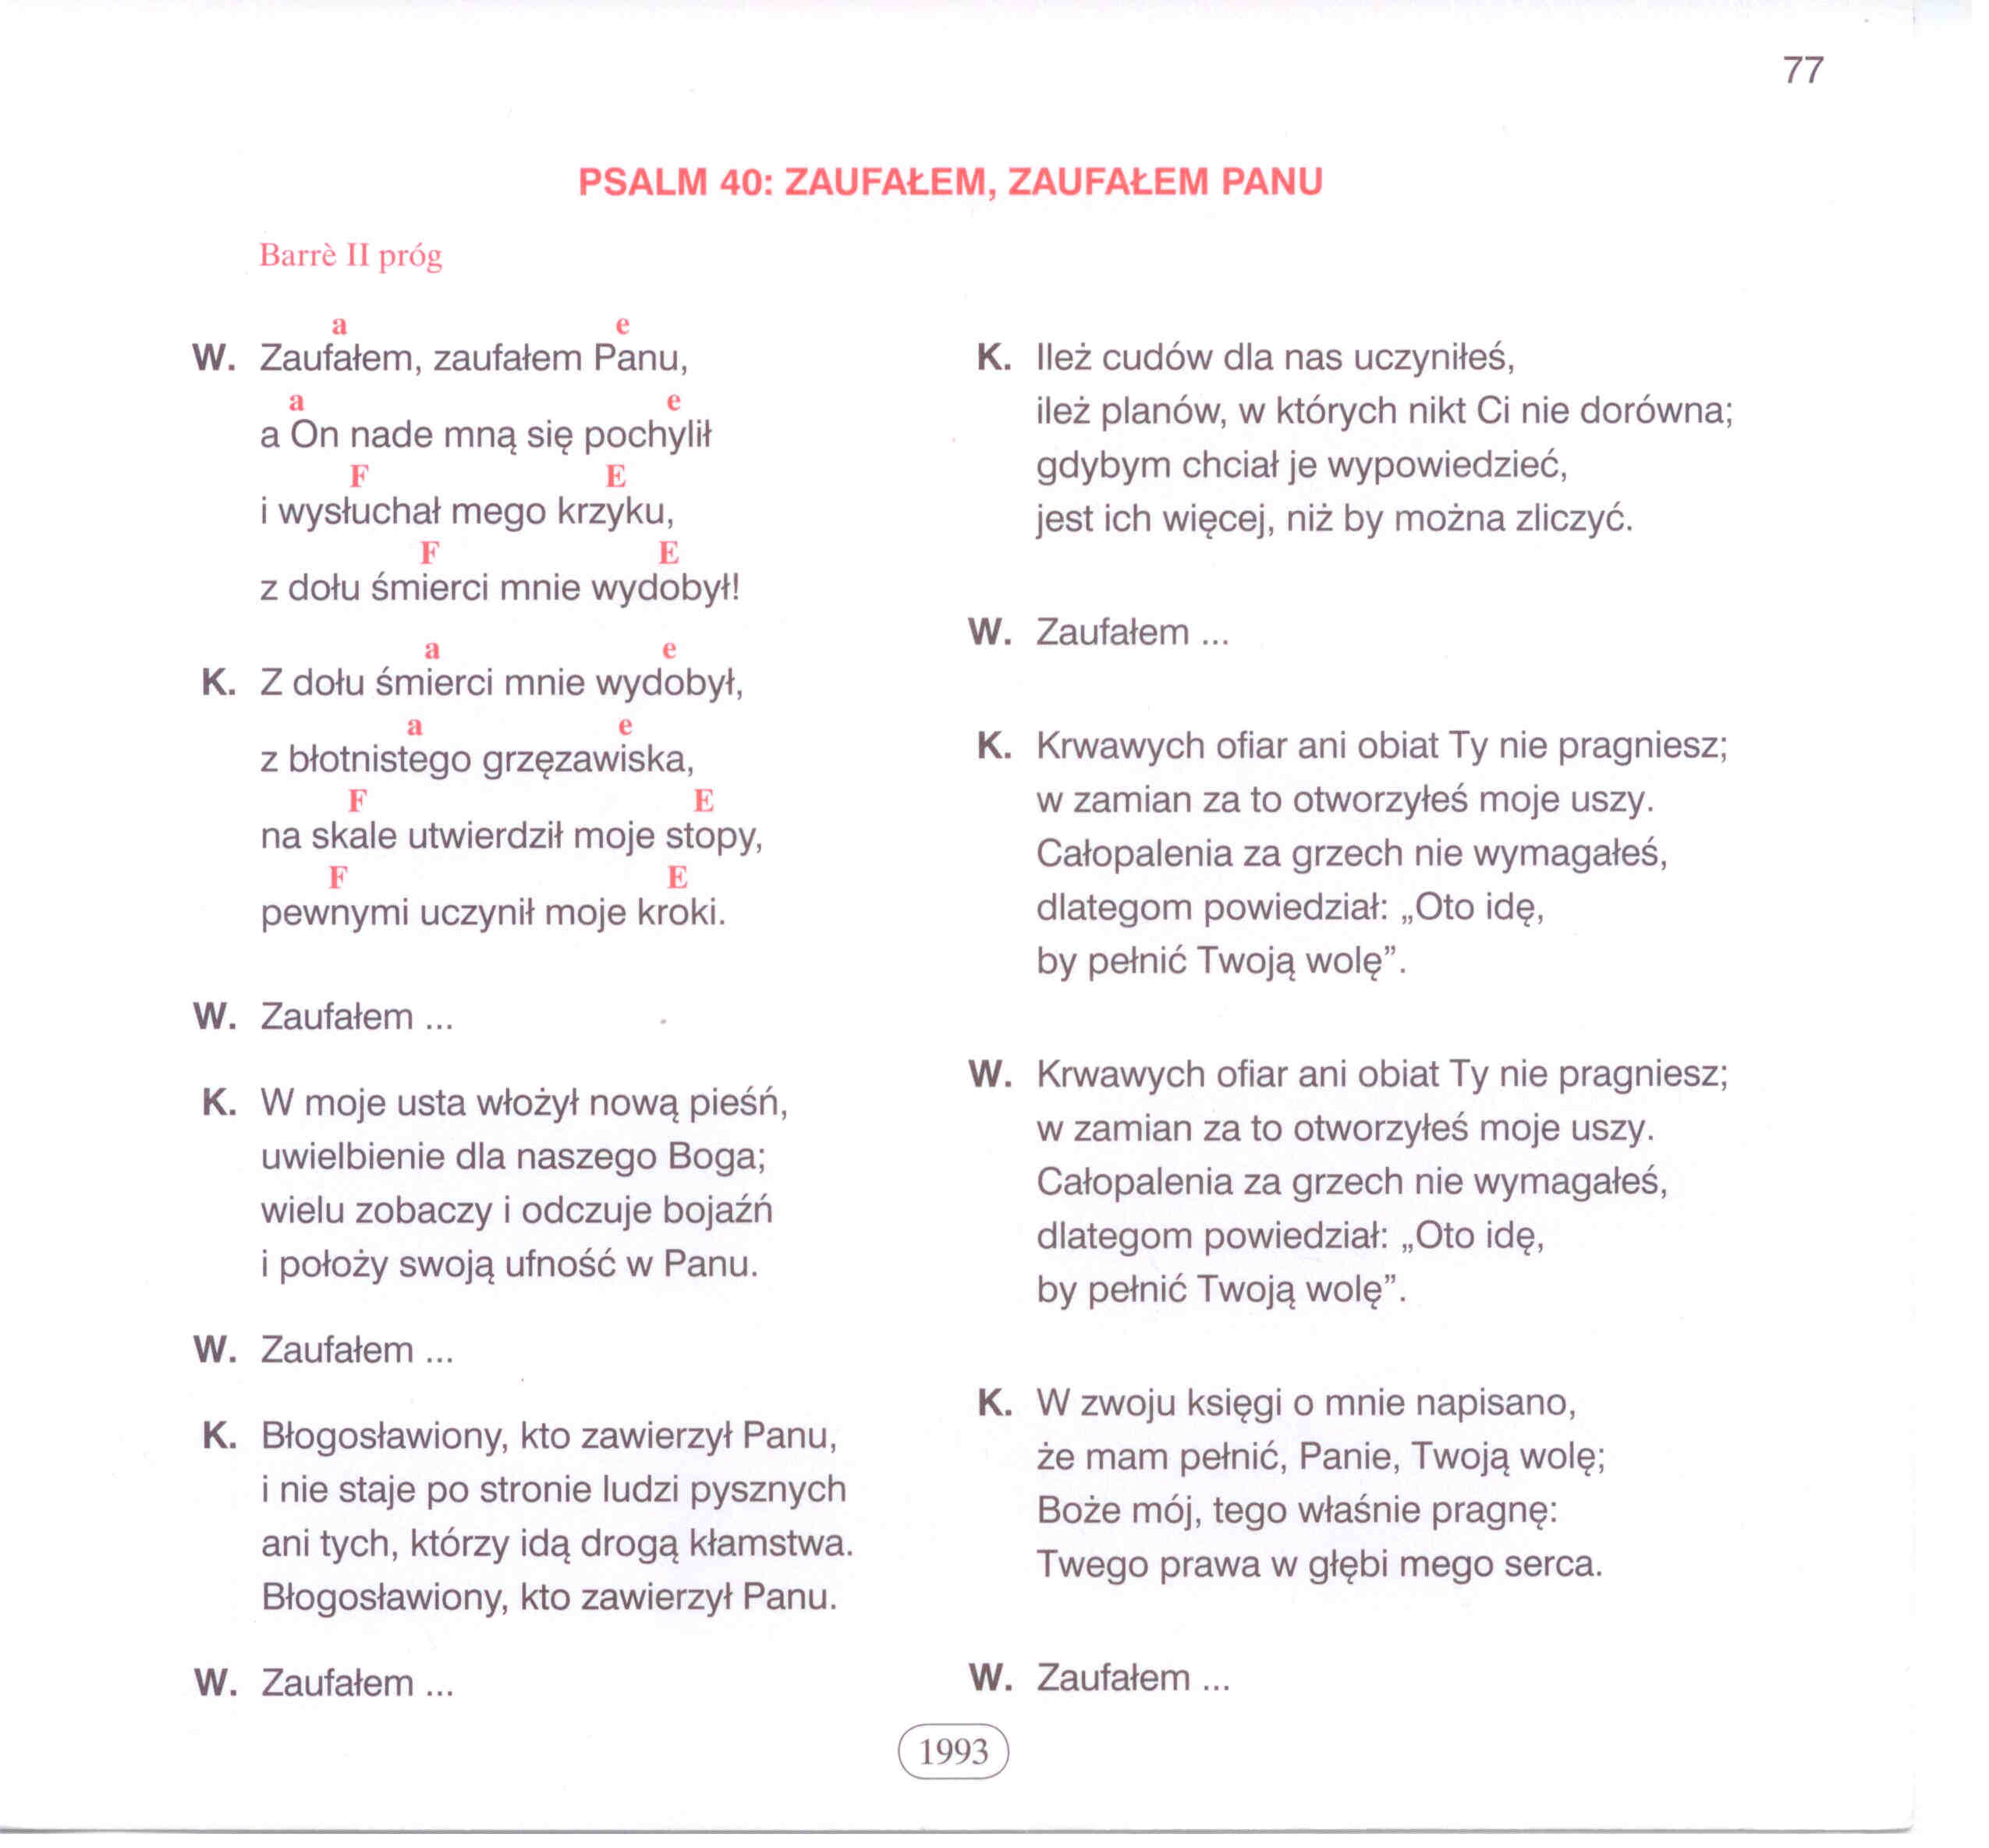 77
PSALM 40: ZAUFAŁEM, ZAUFAŁEM PANU
Barrè II próg
a e
W. Zaufałem, zaufałem Panu,
a e
a On nade mną się pochylił
F E
i wysłuchał mego krzyku,
F E
z dołu śmierci mnie wydobył!
a e
K. Z dołu śmierci mnie wydobył,
a e
z błotnistego grzęzawiska,
F E
na skale utwierdził moje stopy,
F E
pewnymi uczynił moje kroki.
W. Zaufałem ...
K. W moje usta włożył nową pieśń,
uwielbienie dla naszego Boga;
wielu zobaczy i odczuje bojaźń
i położy swoją ufność w Panu.
W. Zaufałem ...
K. Błogosławiony, kto zawierzył Panu,
i nie staje po stronie ludzi pysznych
ani tych, którzy idą drogą kłamstwa.
Błogosławiony, kto zawierzył Panu.
W. Zaufałem ...
K. Ileż cudów dla nas uczyniłeś,
ileż planów, w których nikt Ci nie dorówna;
gdybym chciał je wypowiedzieć,
jest ich więcej, niż by można zliczyć.
W. Zaufałem ...
K. Krwawych ofiar ani obiat Ty nie pragniesz;
w zamian za to otworzyłeś moje uszy.
Całopalenia za grzech nie wymagałeś,
dlategom powiedział: „Oto idę,
by pełnić Twoją wolę”.
W. Krwawych ofiar ani obiat Ty nie pragniesz;
w zamian za to otworzyłeś moje uszy.
Całopalenia za grzech nie wymagałeś,
dlategom powiedział: „Oto idę,
by pełnić Twoją wolę”.
K. W zwoju księgi o mnie napisano,
że mam pełnić, Panie, Twoją wolę;
Boże mój, tego właśnie pragnę:
Twego prawa w głębi mego serca.
W. Zaufałem ...
1993